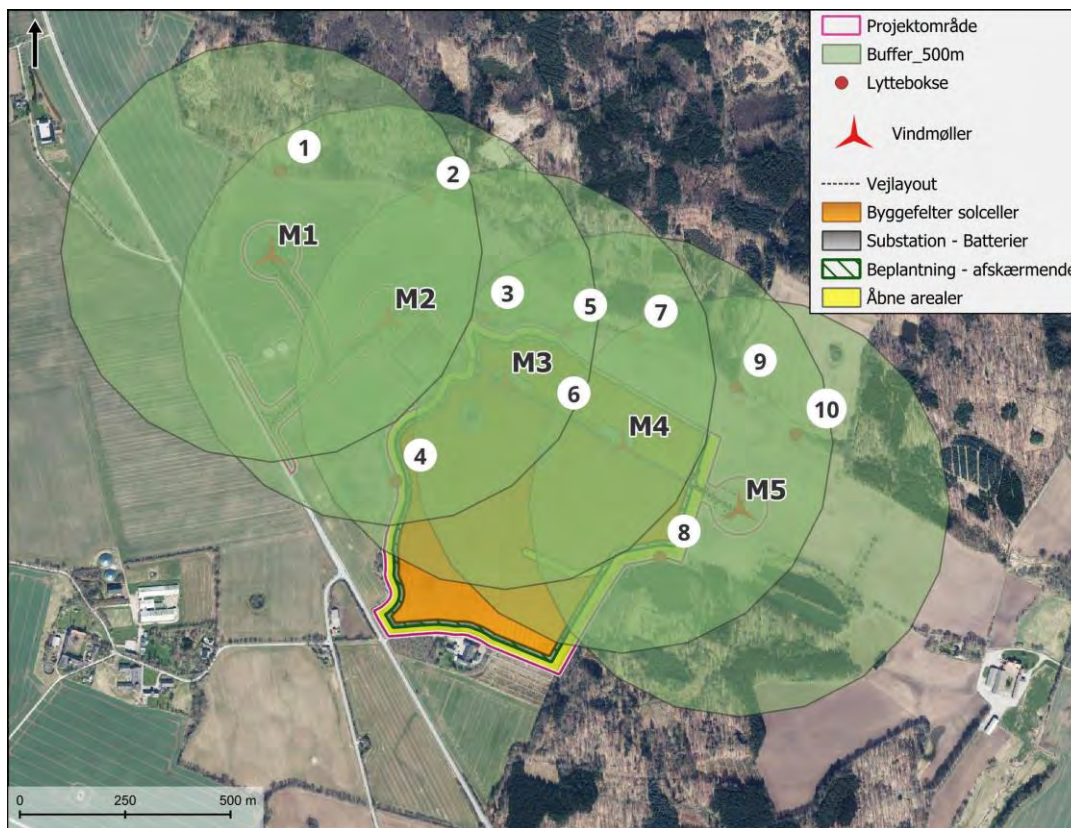 Projektområde
Buffer_500m
Lyttebokse
Vindmøller
Vejlayout
Byggefelter solceller
Substation - Batterier
Beplantning - afskærmende
Åbne arealer
1
2
M1
3
5
7
M2
M3
9
6
10
M4
4
M5
8
0 250 500 m